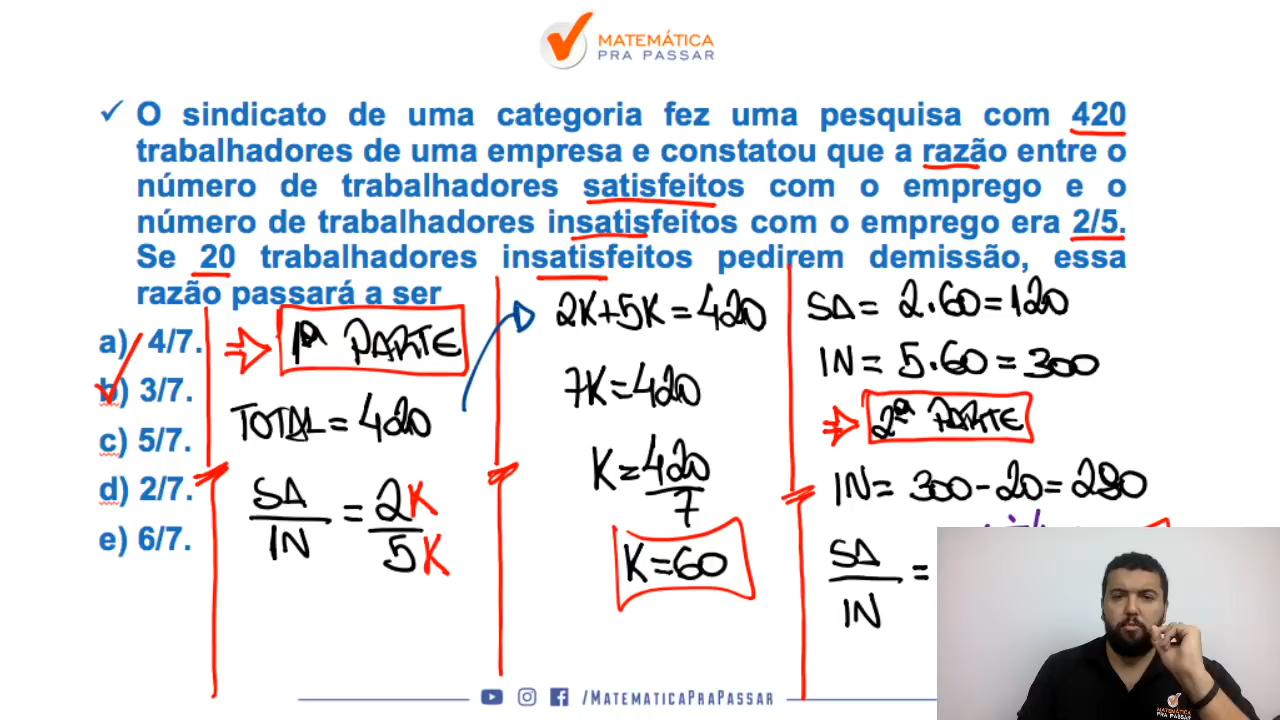 MATEMÁTICA
PRA PASSAR
O sindicato de uma categoria fez uma pesquisa com 420
trabalhadores de uma empresa e constatou que a razão entre o
número de trabalhadores satisfeitos com o emprego e o
número de trabalhadores insatisfeitos com o emprego era 2/5.
Se 20 trabalhadores insatisfeitos pedirem demissão, essa
razão passará a ser
a) 4/7.
b) 3/7.
c) 5/7.
d) 2/7.
e) 6/7.
1ª PARTE
TOTAL = 420
SA
IN
= 2K
5K
2K+5K=420
7K=420
K=420
7
K=60
SA= 2.60=120
IN= 5.60=300
2ª PARTE
IN= 300-20=280
SA
IN
=
/MATEMATICAPRAPASSAR
MATEMÁTICA
PRA PASSAR